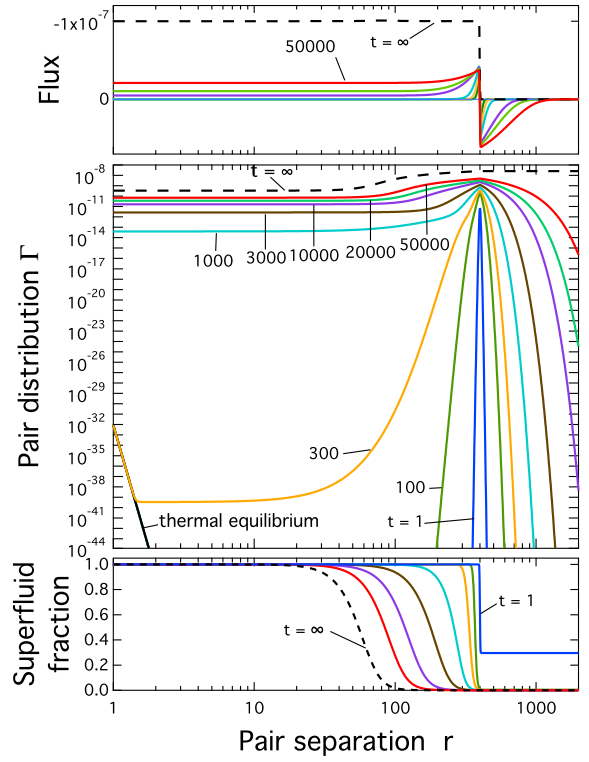 -1x10-7
t = ∞
50000
Flux
0
10-8
t = ∞
10-11
10-14
1000
3000
10000
20000
50000
10-17
Pair distribution Γ
10-20
10-23
10-26
10-29
10-32
300
10-35
100
10-38
thermal equilibrium
t = 1
10-41
10-44
1.0
Superfluid fraction
0.8
t = 1
0.6
t = ∞
0.4
0.2
0.0
1
10
100
1000
Pair separation r